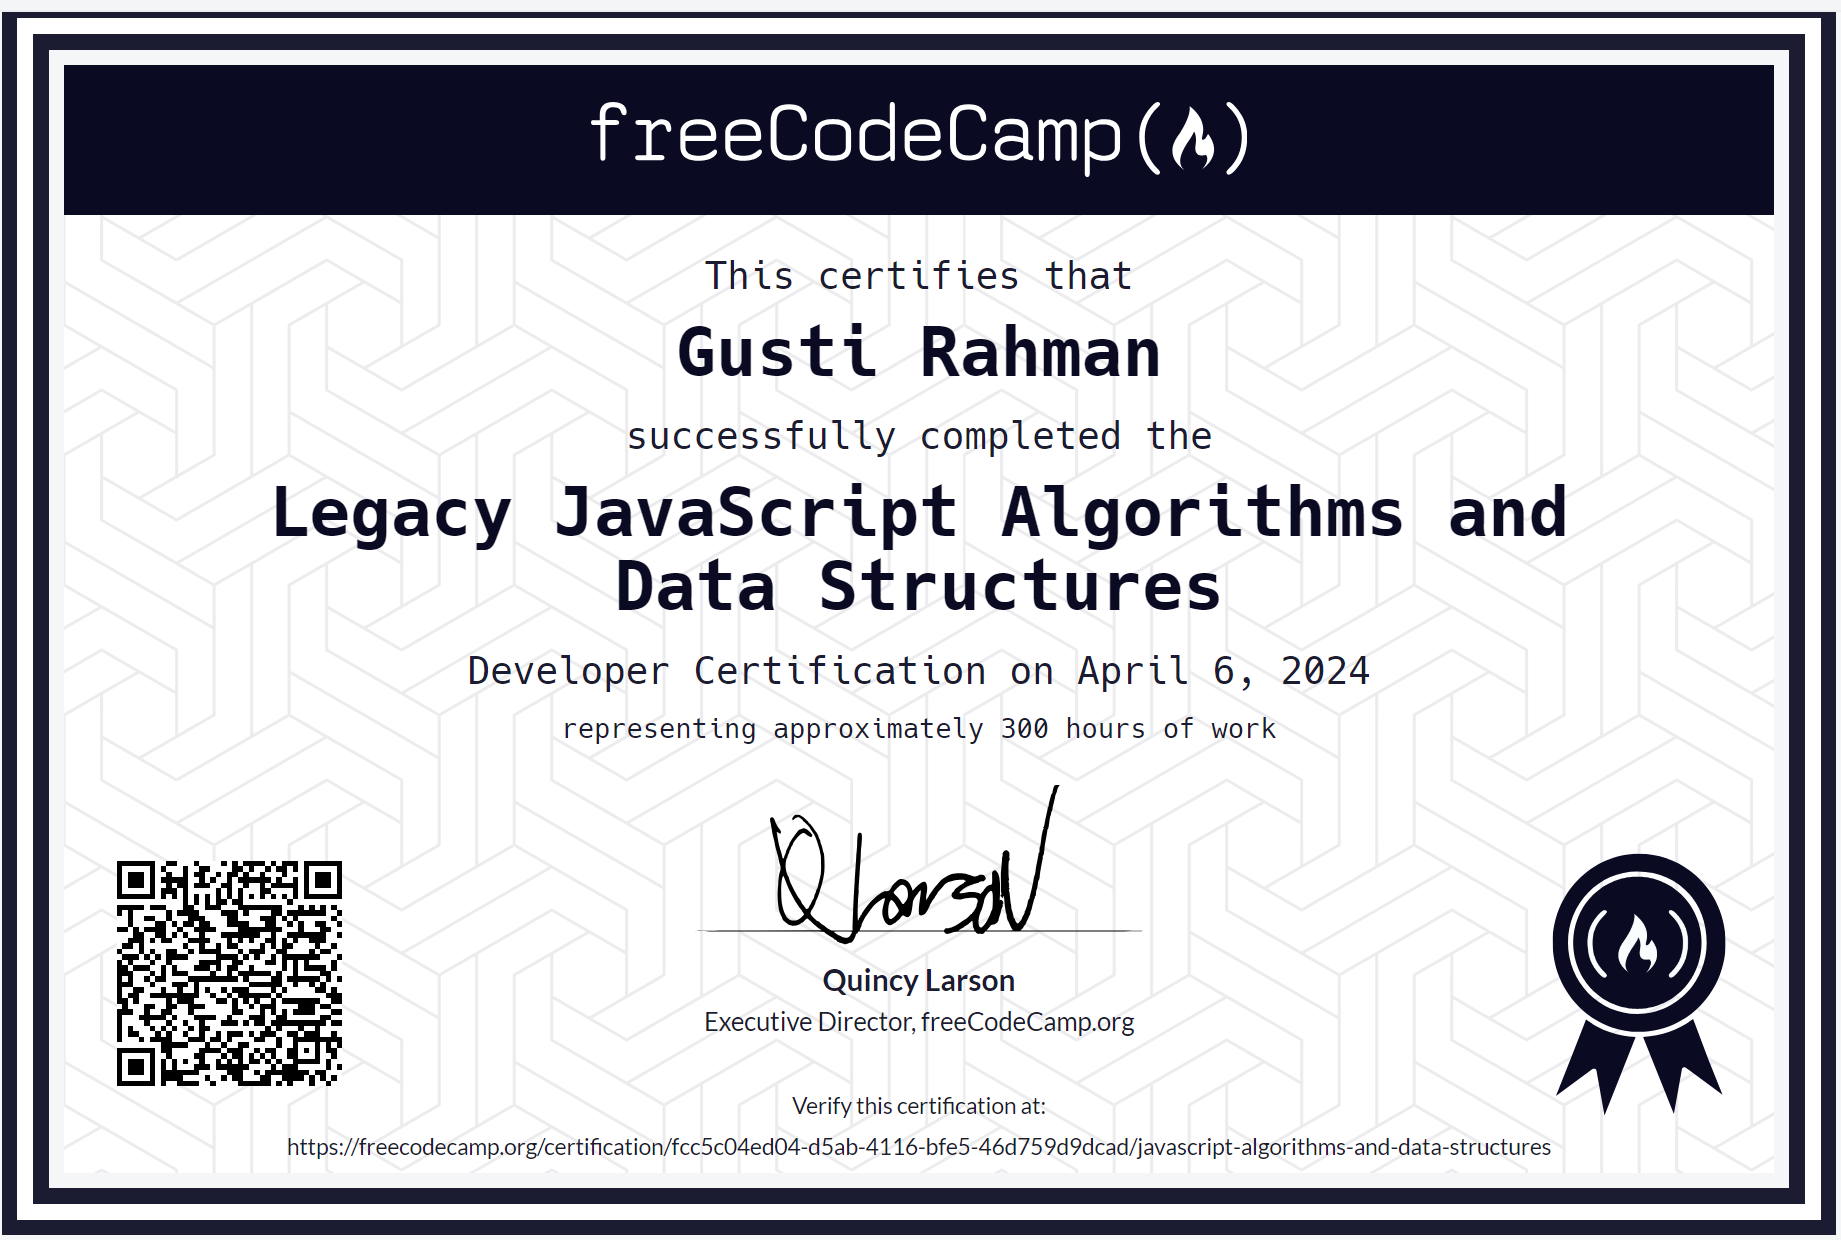 freeCodeCamp
This certifies that
Gusti Rahman
successfully completed the
Legacy JavaScript Algorithms and
Data Structures
Developer Certification on April 6, 2024
representing approximately 300 hours of work
Q Larson
Quincy Larson
Executive Director, freeCodeCamp.org
Verify this certification at:
https://freecodecamp.org/certification/fcc5c04ed04-d5ab-4116-bfe5-46d759d9dcad/javascript-algorithms-and-data-structures